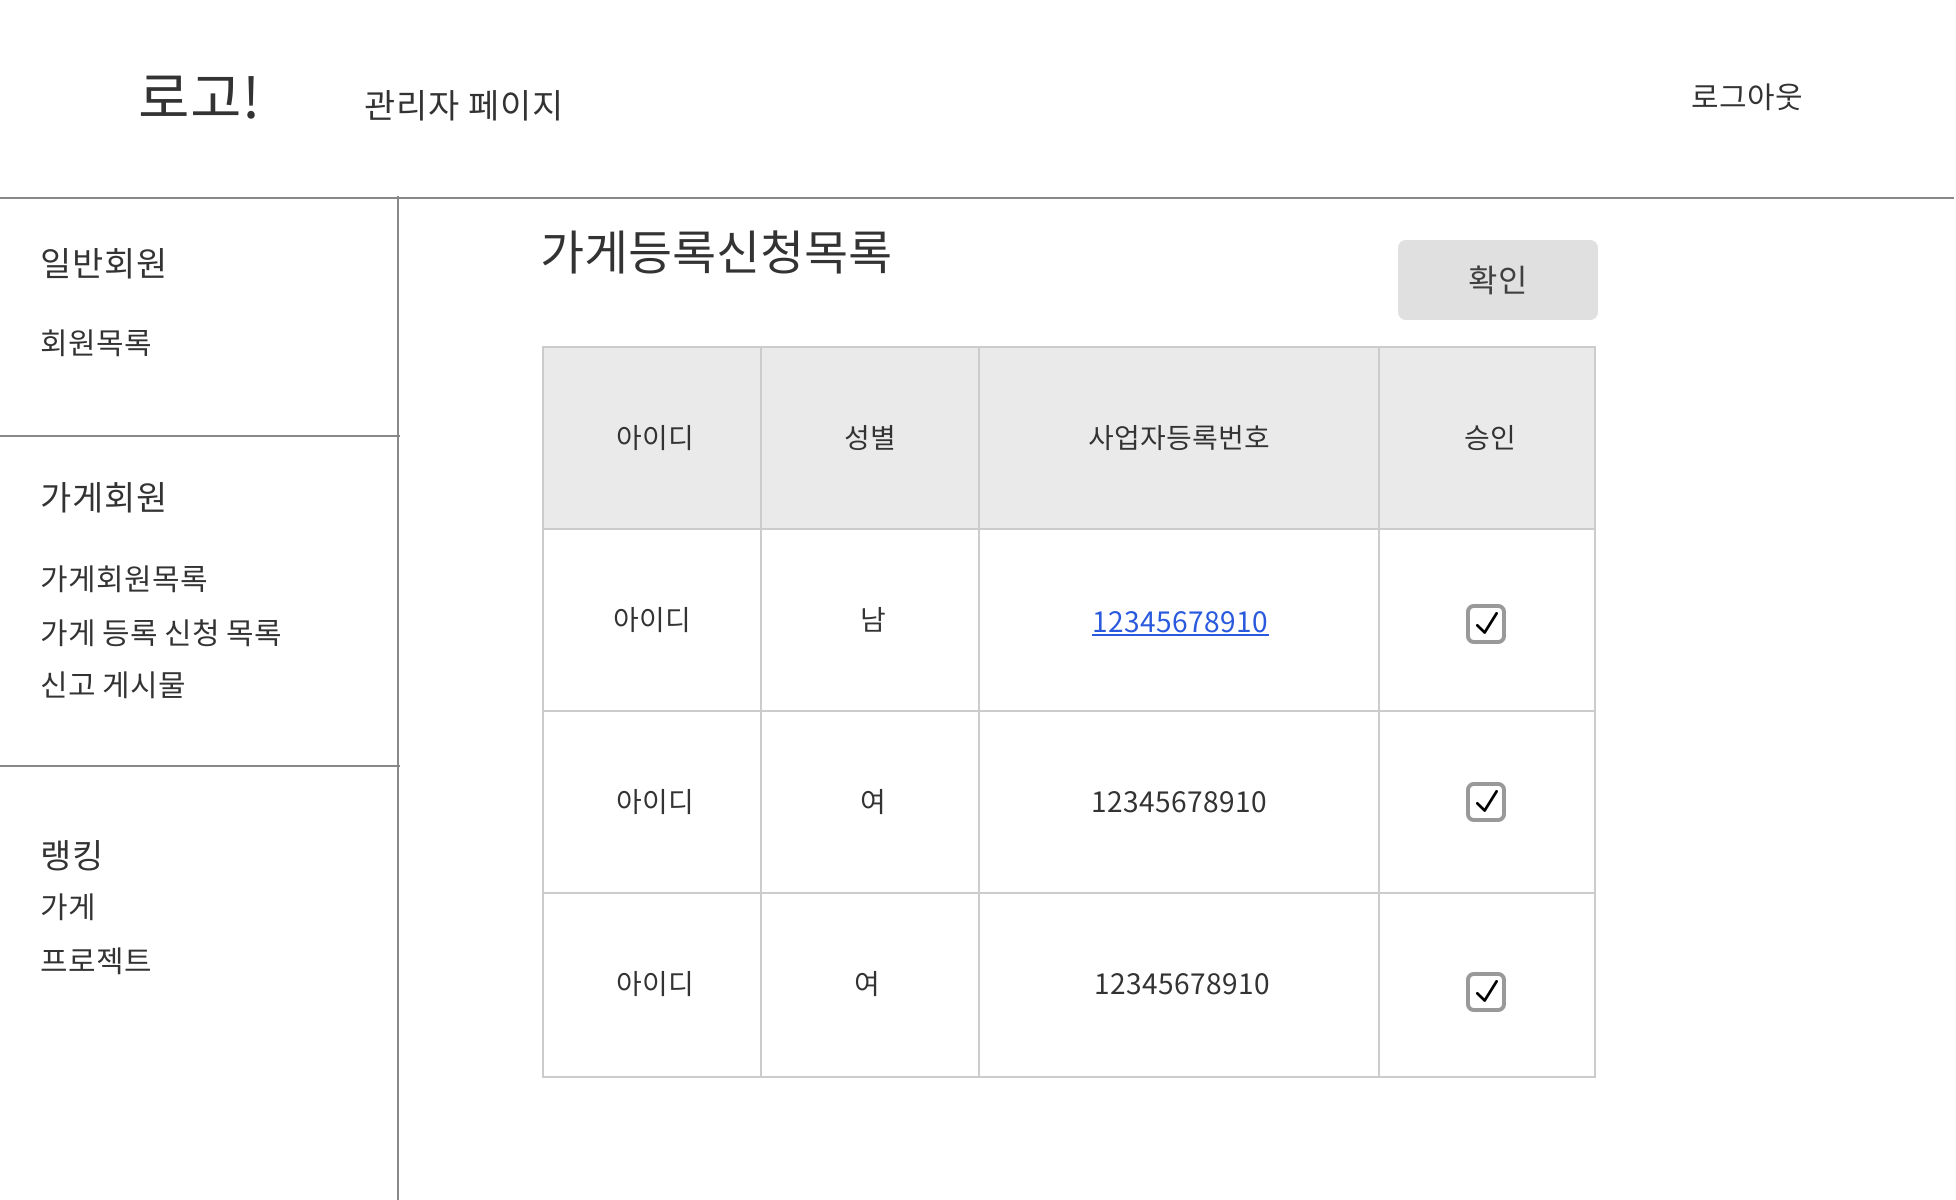 로고!
관리자 페이지
로그아웃
일반회원
회원목록
가게회원
가게회원목록
가게 등록 신청 목록
신고 게시물
랭킹
가게
프로젝트
가게등록신청목록
확인
아이디 성별 사업자등록번호 승인
아이디 남 12345678910
아이디 여 12345678910
아이디 여 12345678910